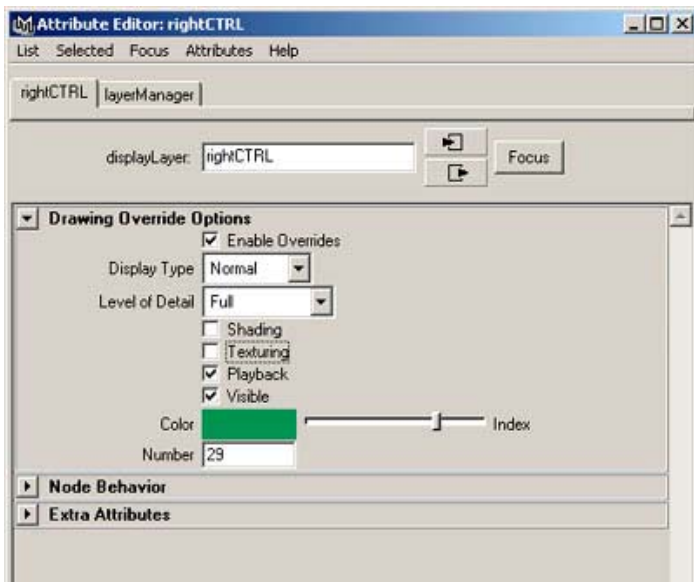 Attribute Editor: rightCTRL
List Selected Focus Attributes Help
rightCTRL layerManager
displayLayer: rightCTRL Focus
Drawing Override Options
Enable Overrides
Display Type Normal
Level of Detail Full
Shading
Texturing
Playback
Visible
Color Index
Number 29
Node Behavior
Extra Attributes